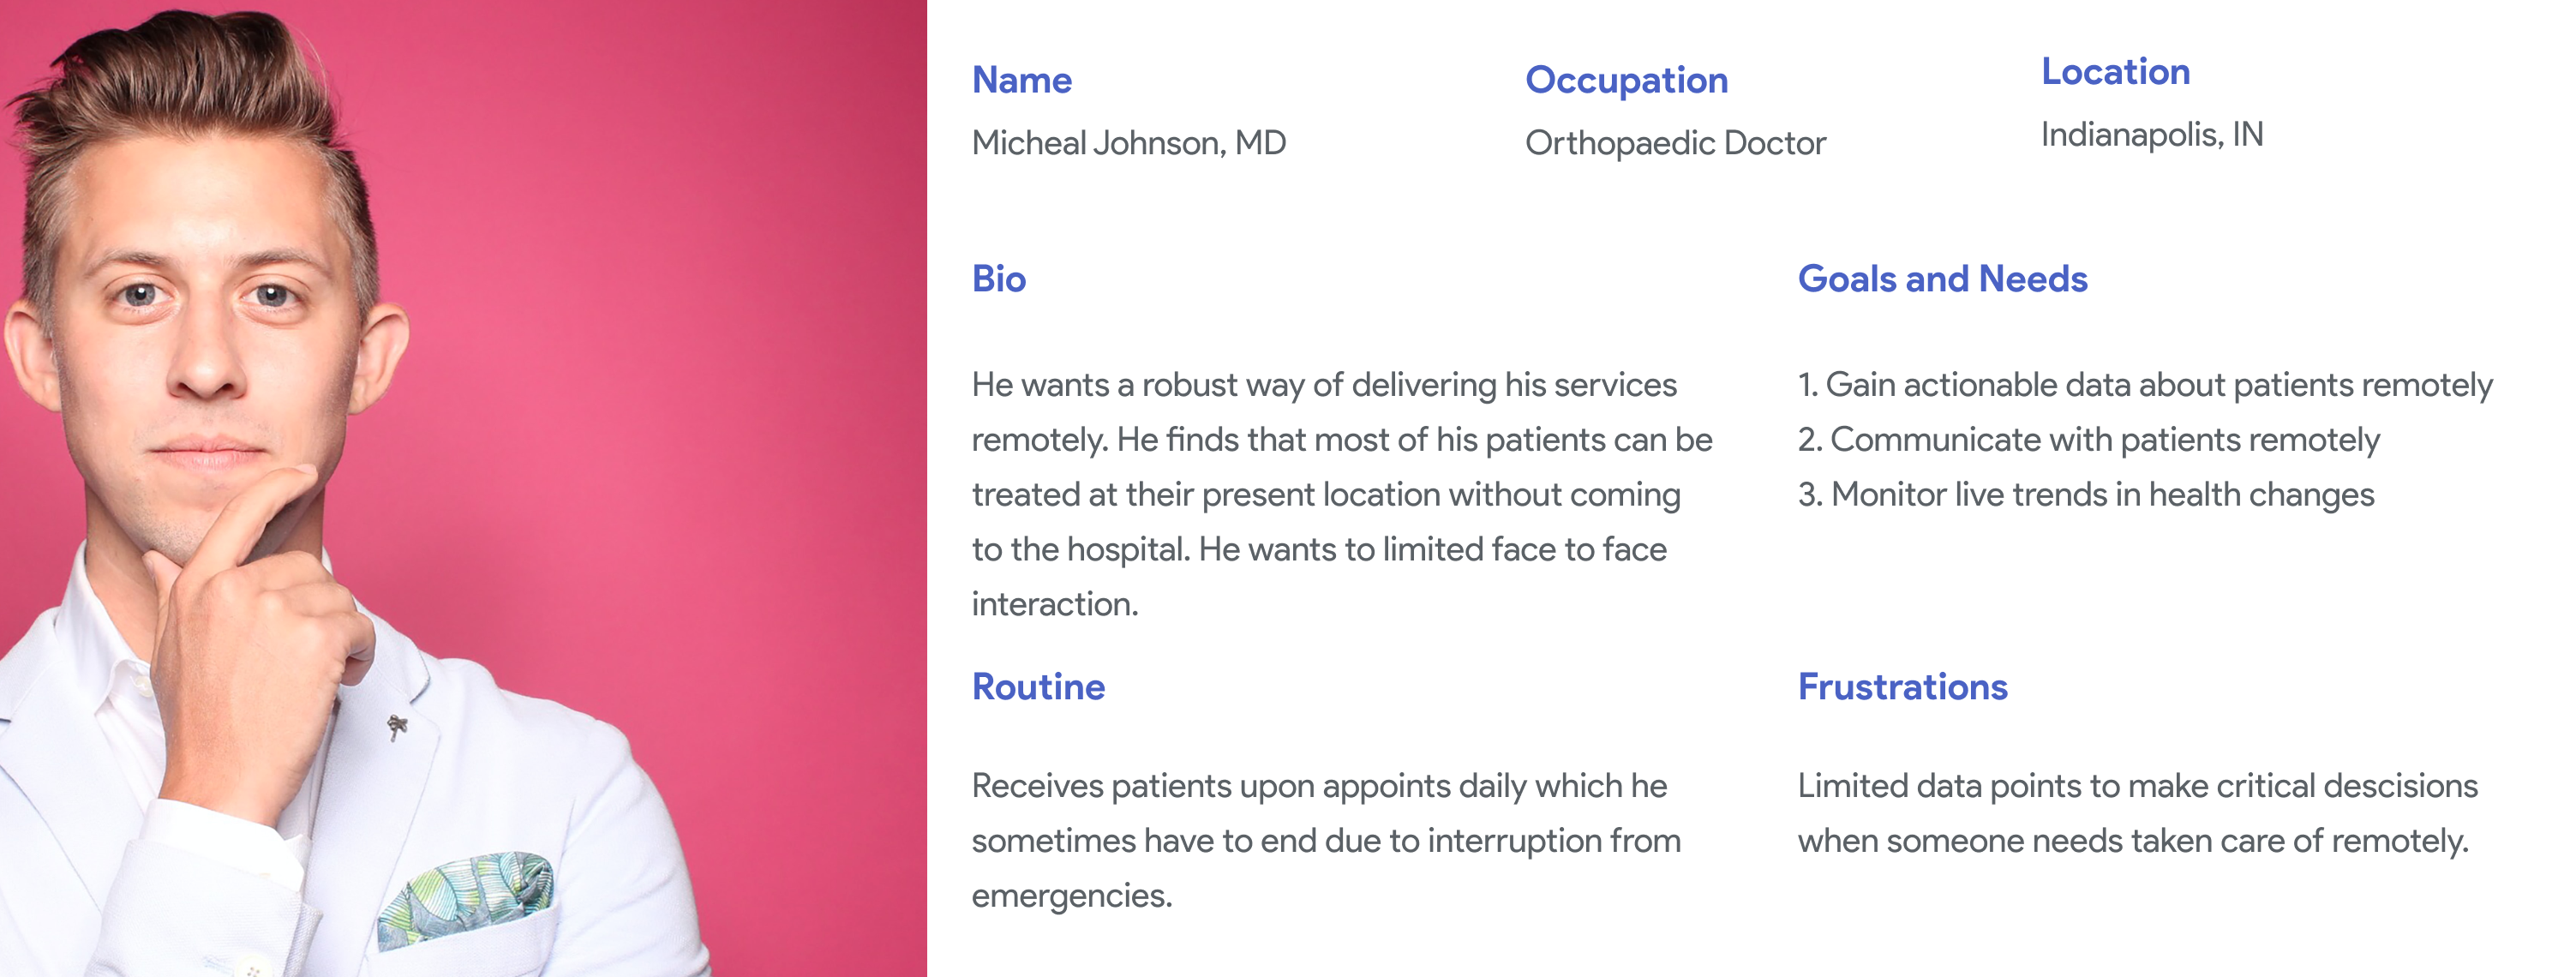 Name
Micheal Johnson, MD
Occupation
Orthopaedic Doctor
Location
Indianapolis, IN
Bio
He wants a robust way of delivering his services
remotely. He finds that most of his patients can be
treated at their present location without coming
to the hospital. He wants to limited face to face
interaction.
Goals and Needs
1. Gain actionable data about patients remotely
2. Communicate with patients remotely
3. Monitor live trends in health changes
Routine
Receives patients upon appoints daily which he
sometimes have to end due to interruption from
emergencies.
Frustrations
Limited data points to make critical descisions
when someone needs taken care of remotely.